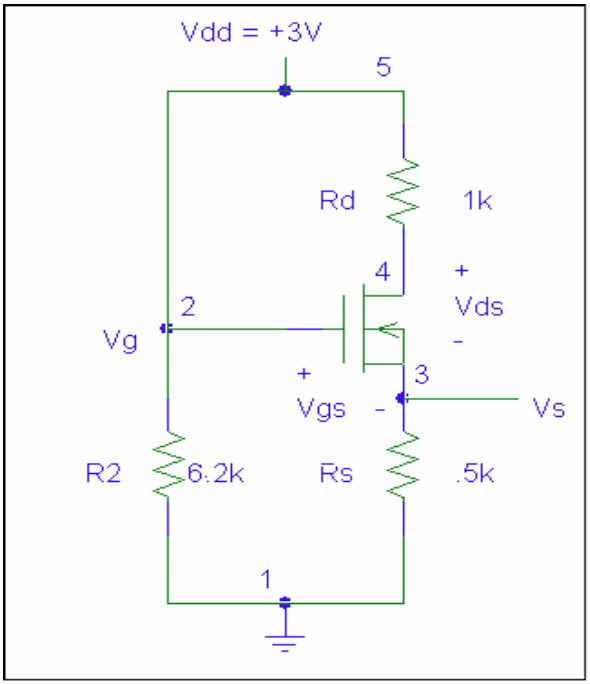 Vdd = +3V
5
Rd 1k
4 +
2 Vds
Vg -
+ 3
Vgs - Vs
R2 6.2k Rs .5k
1